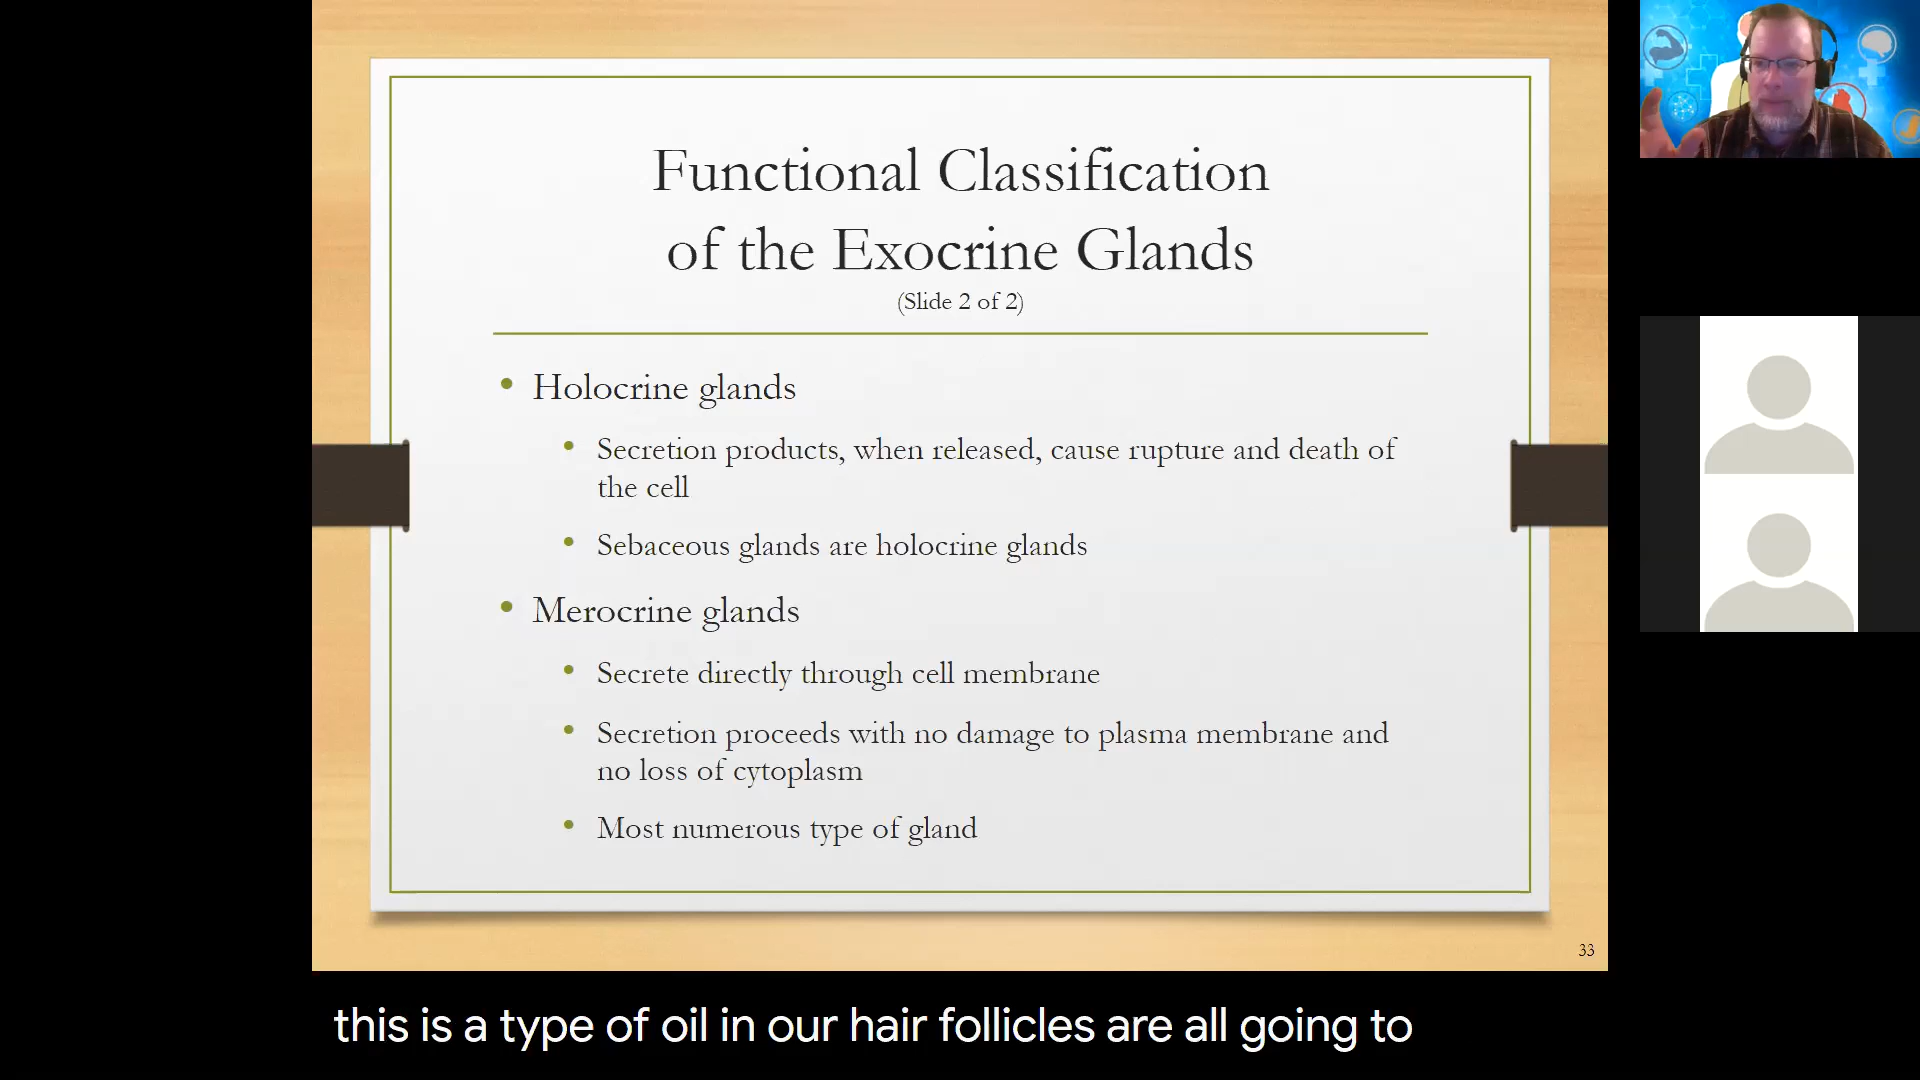 Functional Classification
of the Exocrine Glands
(Slide 2 of 2)
• Holocrine glands
• Secretion products, when released, cause rupture and death of
the cell
• Sebaceous glands are holocrine glands
• Merocrine glands
• Secrete directly through cell membrane
• Secretion proceeds with no damage to plasma membrane and
no loss of cytoplasm
• Most numerous type of gland
33
this is a type of oil in our hair follicles are all going to